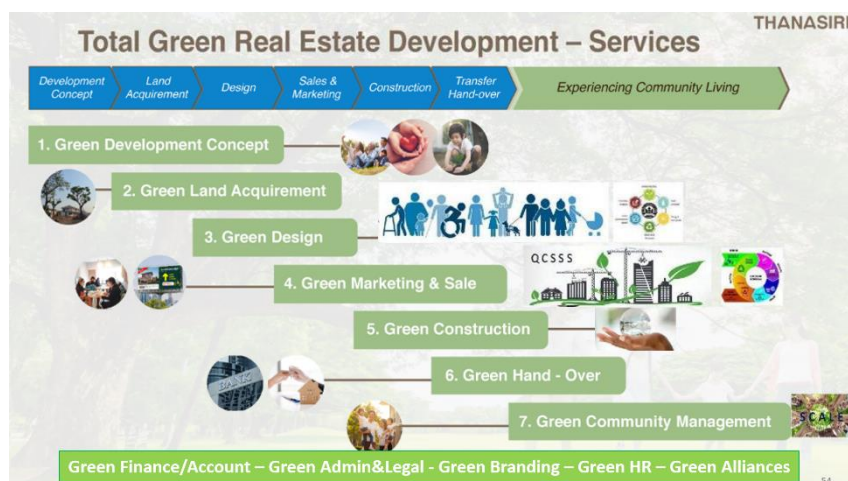 THANASIRI
Total Green Real Estate Development – Services
Development Concept
Land Acquirement
Design
Sales & Marketing
Construction
Transfer Hand-over
Experiencing Community Living
1. Green Development Concept
2. Green Land Acquirement
3. Green Design
QCSSS
4. Green Marketing & Sale
5. Green Construction
BANK
6. Green Hand - Over
7. Green Community Management
SCALE
Green Finance/Account – Green Admin&Legal - Green Branding – Green HR – Green Alliances
54